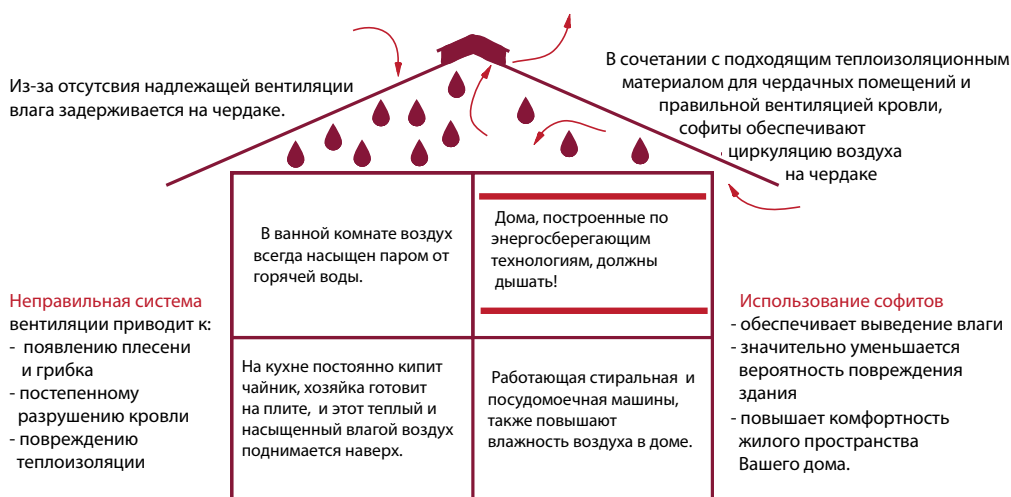 Из-за отсутсвия надлежащей вентиляции
влага задерживается на чердаке.
В сочетании с подходящим теплоизоляционным
материалом для чердачных помещений и
правильной вентиляцией кровли,
софиты обеспечивают
циркуляцию воздуха
на чердаке
В ванной комнате воздух
всегда насыщен паром от
горячей воды.
Дома, построенные по
энергосберегающим
технологиям, должны
дышать!
Неправильная система
вентиляции приводит к:
- появлению плесени
и грибка
- постепенному
разрушению кровли
- повреждению
теплоизоляции
На кухне постоянно кипит
чайник, хозяйка готовит
на плите, и этот теплый и
насыщенный влагой воздух
поднимается наверх.
Работающая стиральная и
посудомоечная машины,
также повышают
влажность воздуха в доме.
Использование софитов
- обеспечивает выведение влаги
- значительно уменьшается
вероятность повреждения
здания
- повышает комфортность
жилого пространства
Вашего дома.